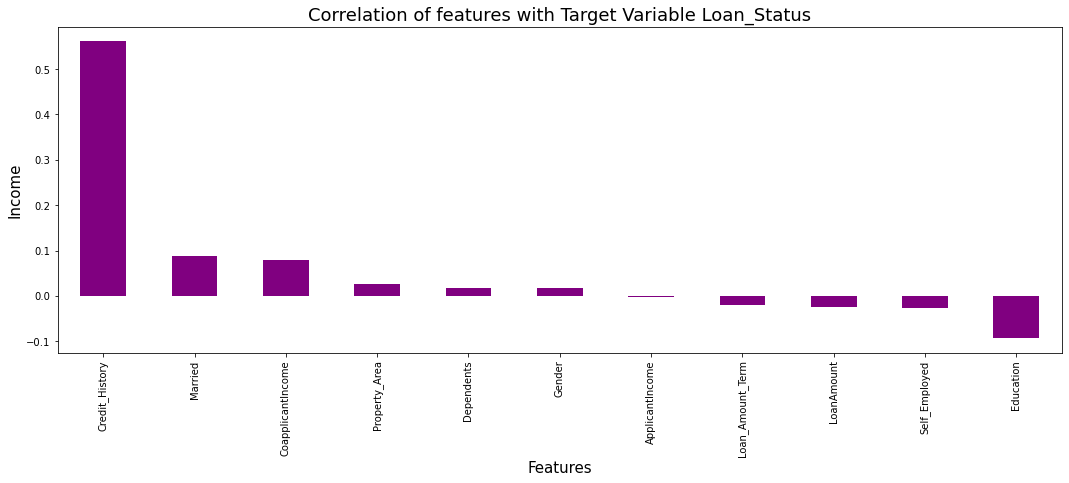 Correlation of features with Target Variable Loan_Status
Income
0.5
0.4
0.3
0.2
0.1
0.0
−0.1
Credit_History
Married
CoapplicantIncome
Property_Area
Dependents
Gender
ApplicantIncome
Loan_Amount_Term
LoanAmount
Self_Employed
Education
Features